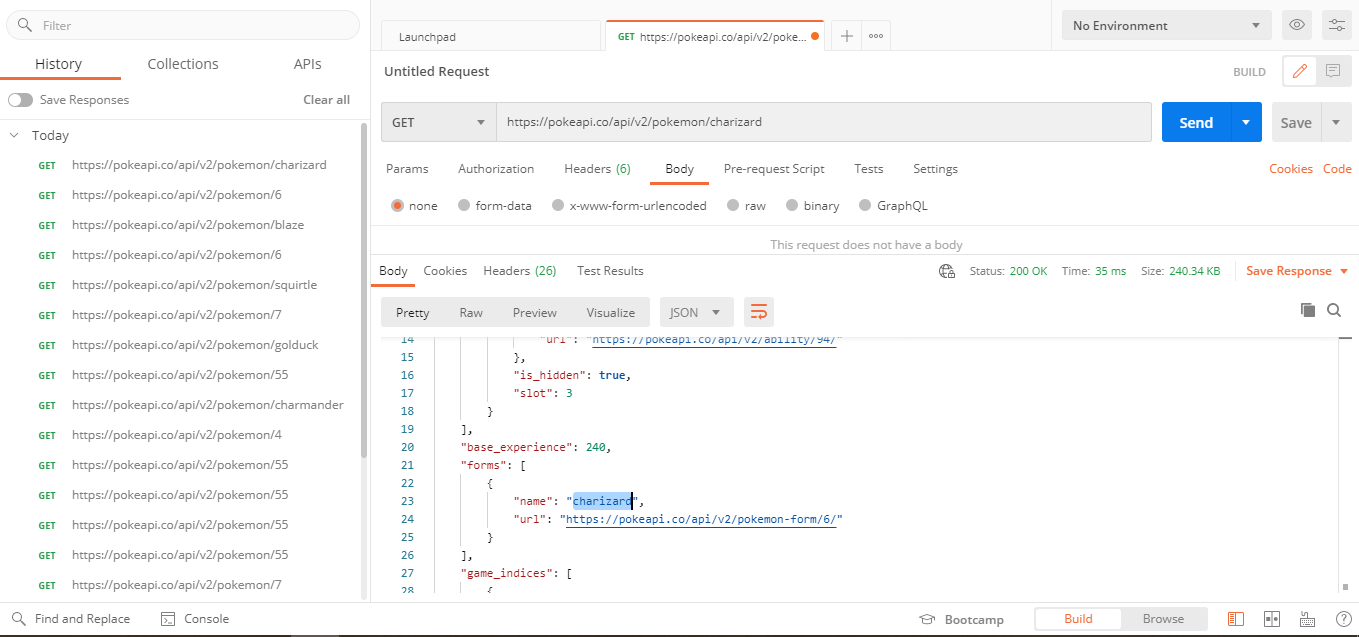 Filter
History Collections APIs
Save Responses Clear all
Today
GET https://pokeapi.co/api/v2/pokemon/charizard
GET https://pokeapi.co/api/v2/pokemon/6
GET https://pokeapi.co/api/v2/pokemon/blaze
GET https://pokeapi.co/api/v2/pokemon/6
GET https://pokeapi.co/api/v2/pokemon/squirtle
GET https://pokeapi.co/api/v2/pokemon/7
GET https://pokeapi.co/api/v2/pokemon/golduck
GET https://pokeapi.co/api/v2/pokemon/55
GET https://pokeapi.co/api/v2/pokemon/charmander
GET https://pokeapi.co/api/v2/pokemon/4
GET https://pokeapi.co/api/v2/pokemon/55
GET https://pokeapi.co/api/v2/pokemon/55
GET https://pokeapi.co/api/v2/pokemon/55
GET https://pokeapi.co/api/v2/pokemon/55
GET https://pokeapi.co/api/v2/pokemon/7
Launchpad GET https://pokeapi.co/api/v2/poke... No Environment
Untitled Request BUILD
GET https://pokeapi.co/api/v2/pokemon/charizard Send Save
Params Authorization Headers (6) Body Pre-request Script Tests Settings Cookies Code
none form-data x-www-form-urlencoded raw binary GraphQL
This request does not have a body
Body Cookies Headers (26) Test Results Status: 200 OK Time: 35 ms Size: 240.34 KB Save Response
Pretty Raw Preview Visualize JSON
14 "url": "https://pokeapi.co/api/v2/ability/94/"
15 },
16 "is_hidden": true,
17 "slot": 3
18 }
19 ],
20 "base_experience": 240,
21 "forms": [
22 {
23 "name": "charizard",
24 "url": "https://pokeapi.co/api/v2/pokemon-form/6/"
25 }
26 ],
27 "game_indices": [
28 {
Find and Replace Console Bootcamp Build Browse